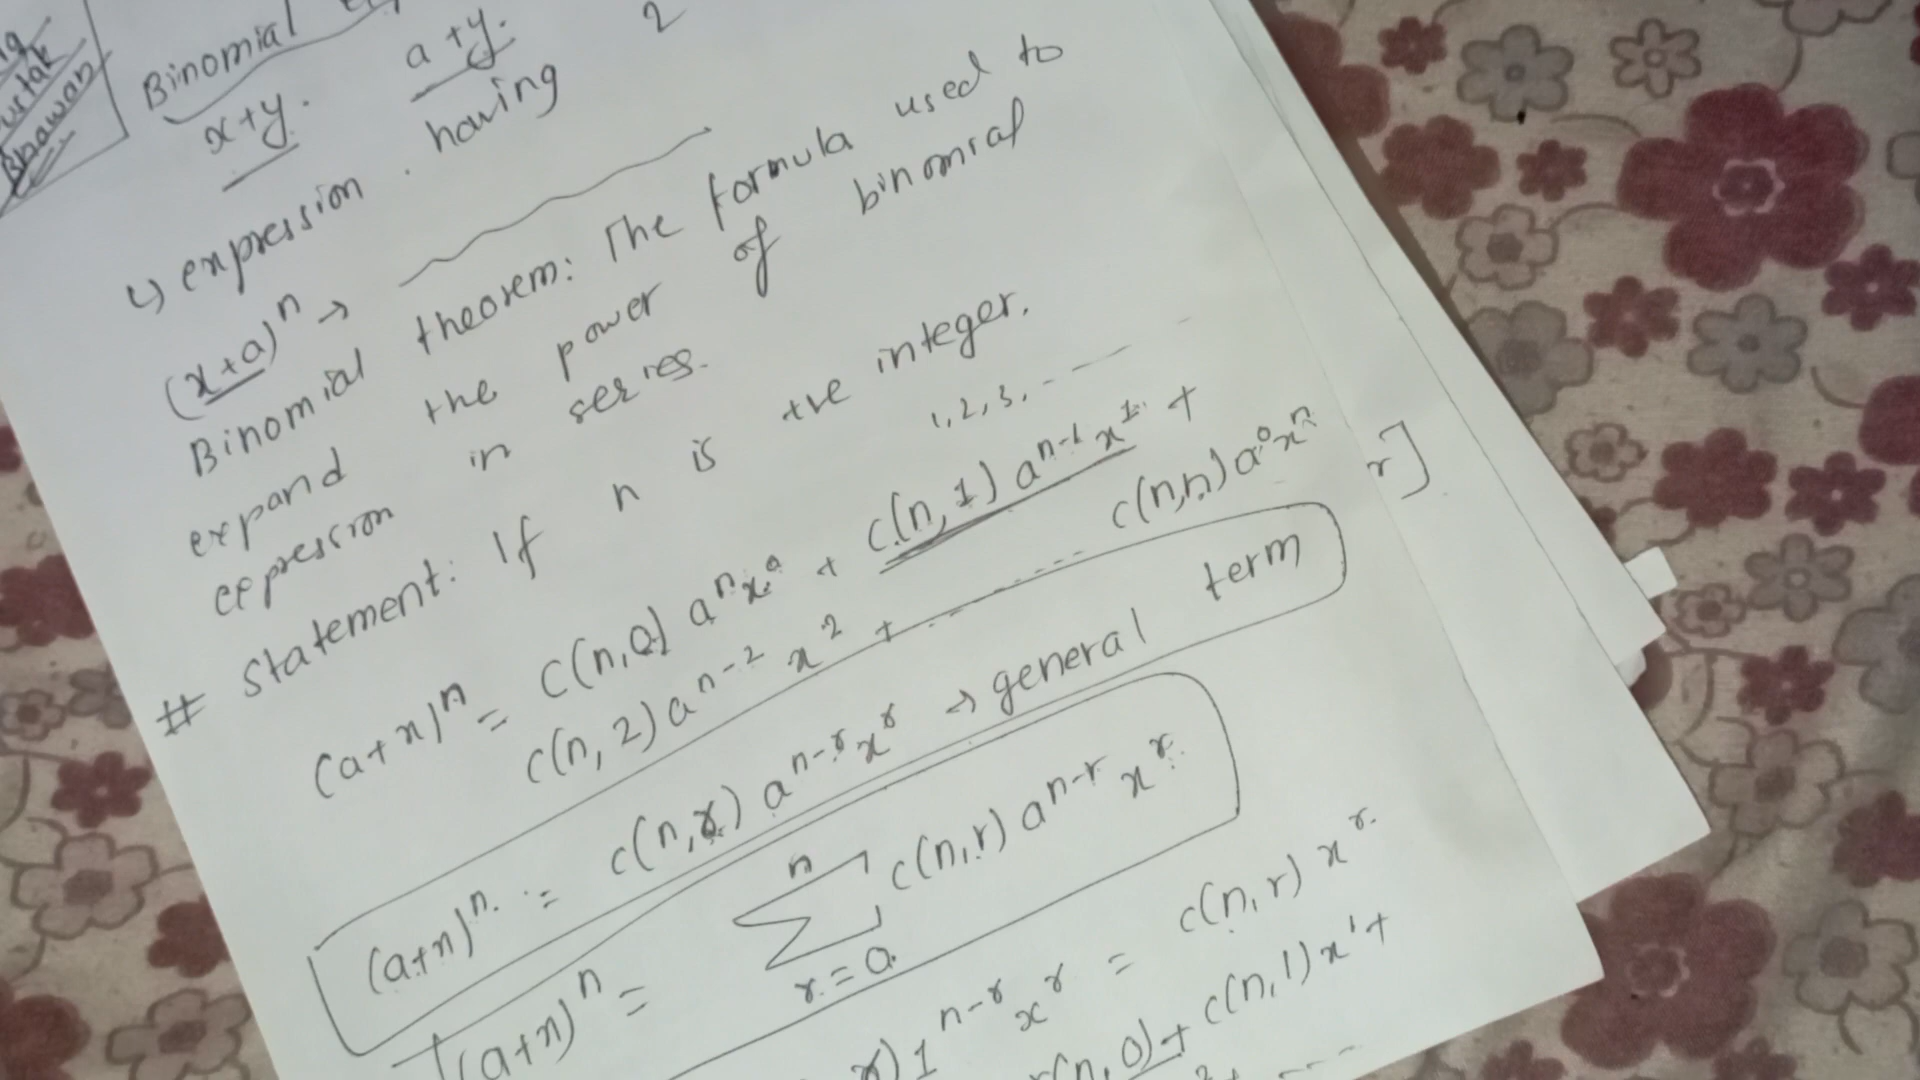 Binomial
x+y. a+y.
↳ expression. having 2
(x+a)^n →
Binomial theorem: The formula used to
expand the power of binomial
expression in series.
# Statement: If n is +ve integer.
1,2,3,- —
(a+x)^n = c(n,0) a^n x^0 + c(n,1) a^{n-1} x^1 +
c(n,2) a^{n-2} x^2 + ........ c(n,n) a^0 x^n
r]
(a+x)^n. = c(n,r) a^{n-r} x^r → general term
(a+x)^n = \sum_{r=0}^{n} c(n,r) a^{n-r} x^r.
r) 1^{n-r} x^r = c(n,r) x^r.
c(n,0) + c(n,1) x^1 +